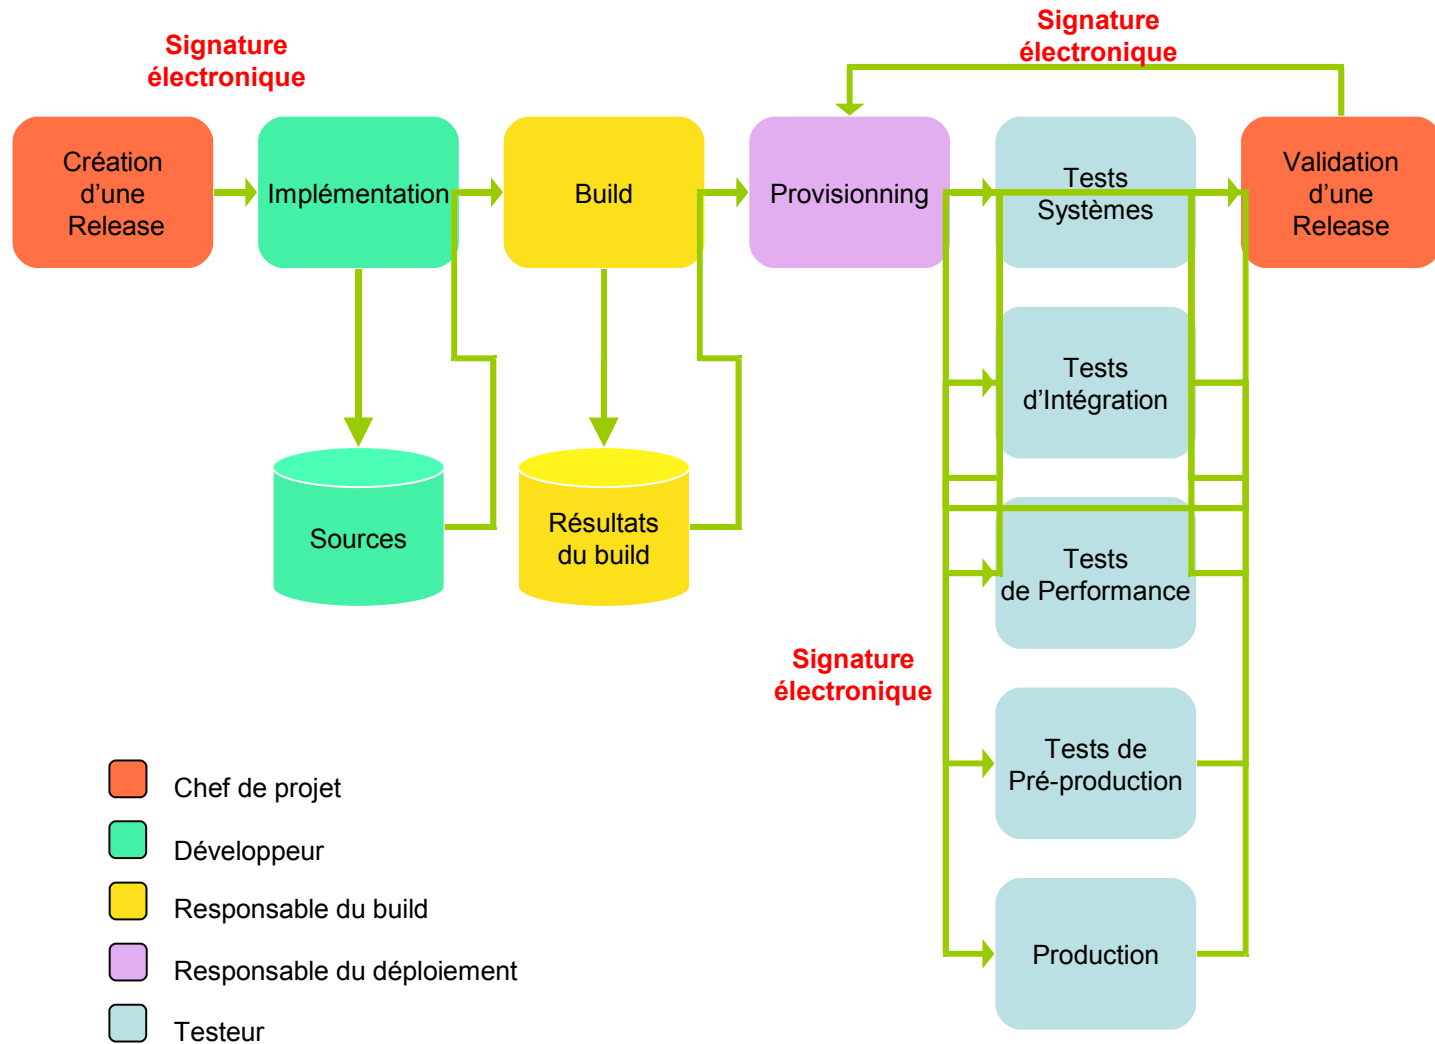 Signature
électronique
Signature
électronique
Création
d'une
Release
Implémentation
Build
Provisionning
Tests
Systèmes
Validation
d'une
Release
Tests
d'Intégration
Sources
Résultats
du build
Tests
de Performance
Signature
électronique
Tests de
Pré-production
Production
Chef de projet
Développeur
Responsable du build
Responsable du déploiement
Testeur